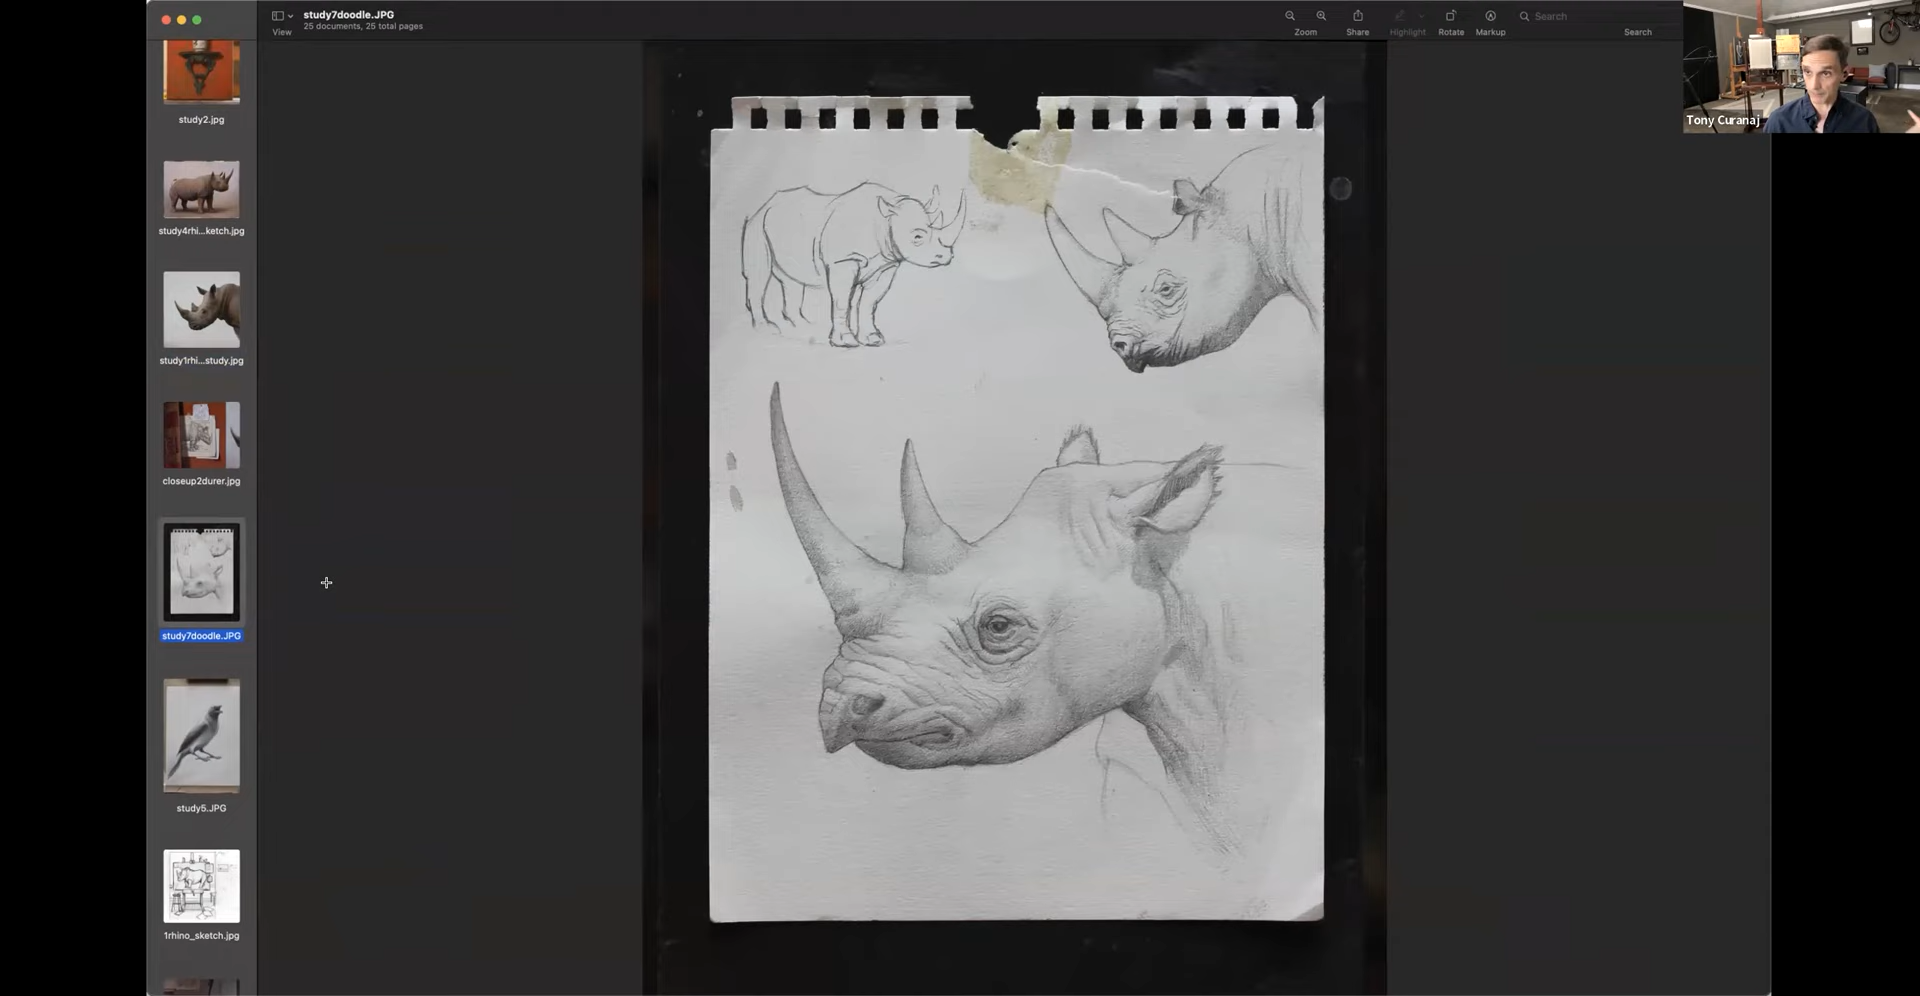 study7doodle.JPG
25 documents, 25 total pages
View
Zoom
Share
Highlight
Rotate
Markup
Search
Search
Tony Curanaj
study2.jpg
study4rhi...ketch.jpg
study1rhi...study.jpg
closeup2durer.jpg
study7doodle.JPG
study5.JPG
1rhino_sketch.jpg